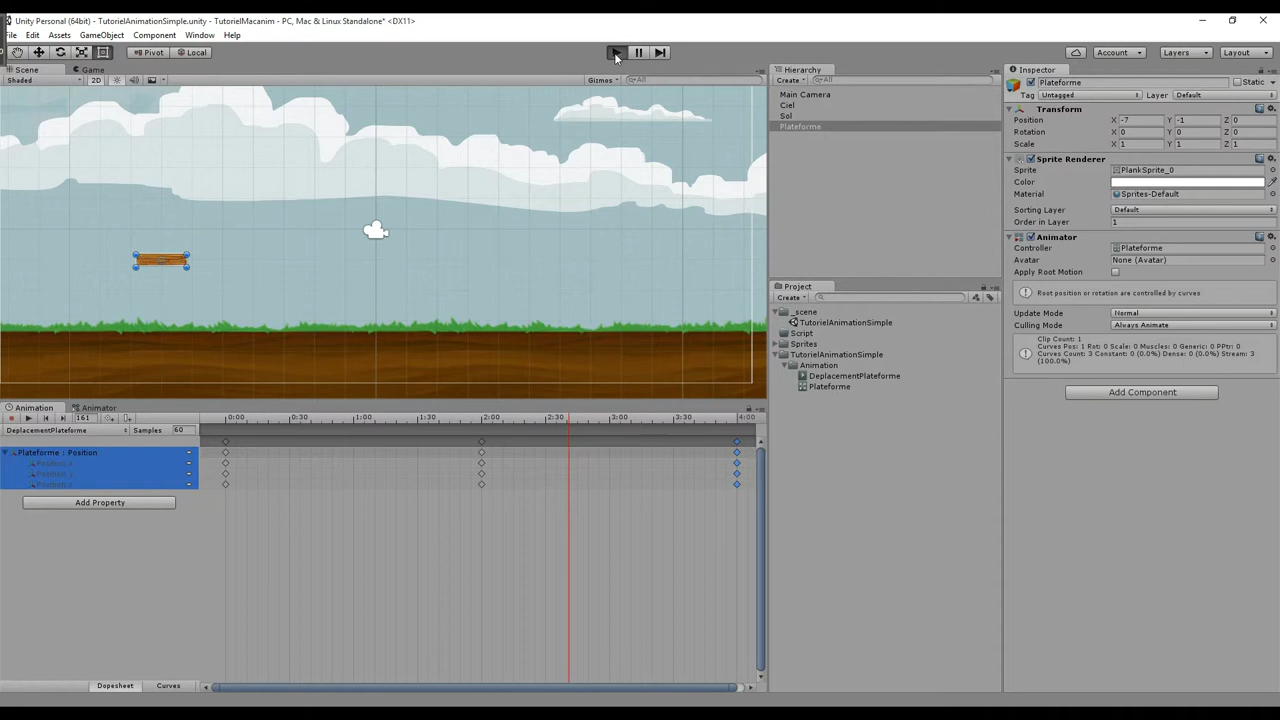 Unity Personal (64bit) - TutorielAnimationSimple.unity - TutorielMacanim - PC, Mac & Linux Standalone* <DX11>
Edit Assets GameObject Component Window Help
Pivot Local Account Layers Layout
Scene Game
Shaded 2D Gizmos All
Hierarchy
Create All
Main Camera
Ciel
Sol
Plateforme
Project
Create
_scene
TutorielAnimationSimple
Script
Sprites
TutorielAnimationSimple
Animation
DeplacementPlateforme
Plateforme
Inspector
Plateforme Static
Tag Untagged Layer Default
Transform
Position X -7 Y -1 Z 0
Rotation X 0 Y 0 Z 0
Scale X 1 Y 1 Z 1
Sprite Renderer
Sprite PlankSprite_0
Color
Material Sprites-Default
Sorting Layer Default
Order in Layer 1
Animator
Controller Plateforme
Avatar None (Avatar)
Apply Root Motion
Root position or rotation are controlled by curves
Update Mode Normal
Culling Mode Always Animate
Clip Count: 1
Curves Pos: 1 Rot: 0 Scale: 0 Muscles: 0 Generic: 0 PPtr: 0
Curves Count: 3 Constant: 0 (0.0%) Dense: 0 (0.0%) Stream: 3
(100.0%)
Add Component
Animation Animator
161 0:00 0:30 1:00 1:30 2:00 2:30 3:00 3:30 4:00
DeplacementPlateforme Samples 60
Plateforme : Position
Position.x
Position.y
Position.z
Add Property
Dopesheet Curves